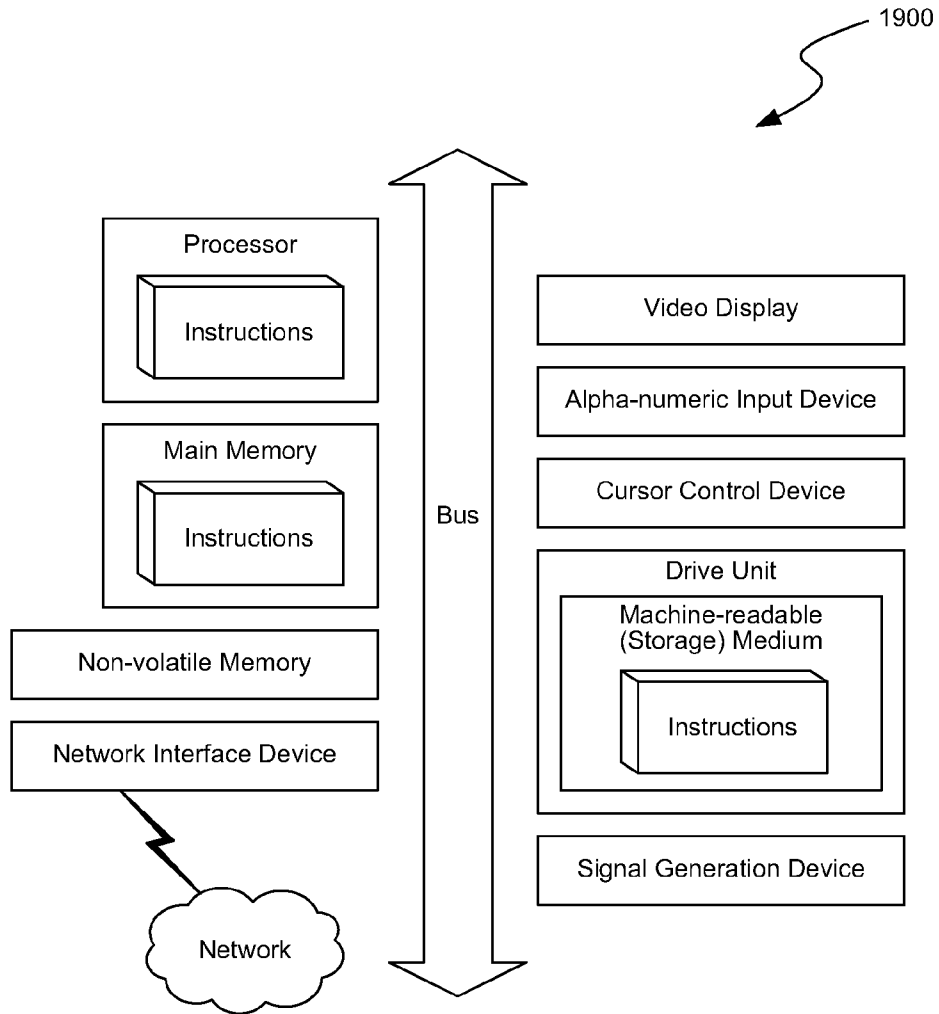 1900
Processor
Instructions
Main Memory
Instructions
Non-volatile Memory
Network Interface Device
Network
Bus
Video Display
Alpha-numeric Input Device
Cursor Control Device
Drive Unit
Machine-readable
(Storage) Medium
Instructions
Signal Generation Device